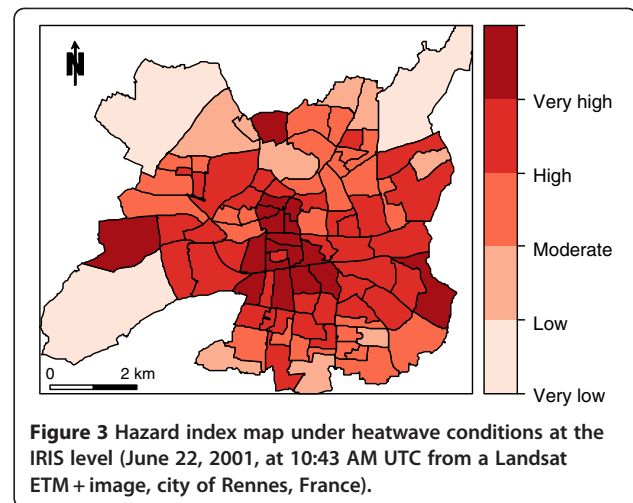 N
Very high
High
Moderate
Low
Very low
0 2 km
Figure 3 Hazard index map under heatwave conditions at the
IRIS level (June 22, 2001, at 10:43 AM UTC from a Landsat
ETM + image, city of Rennes, France).